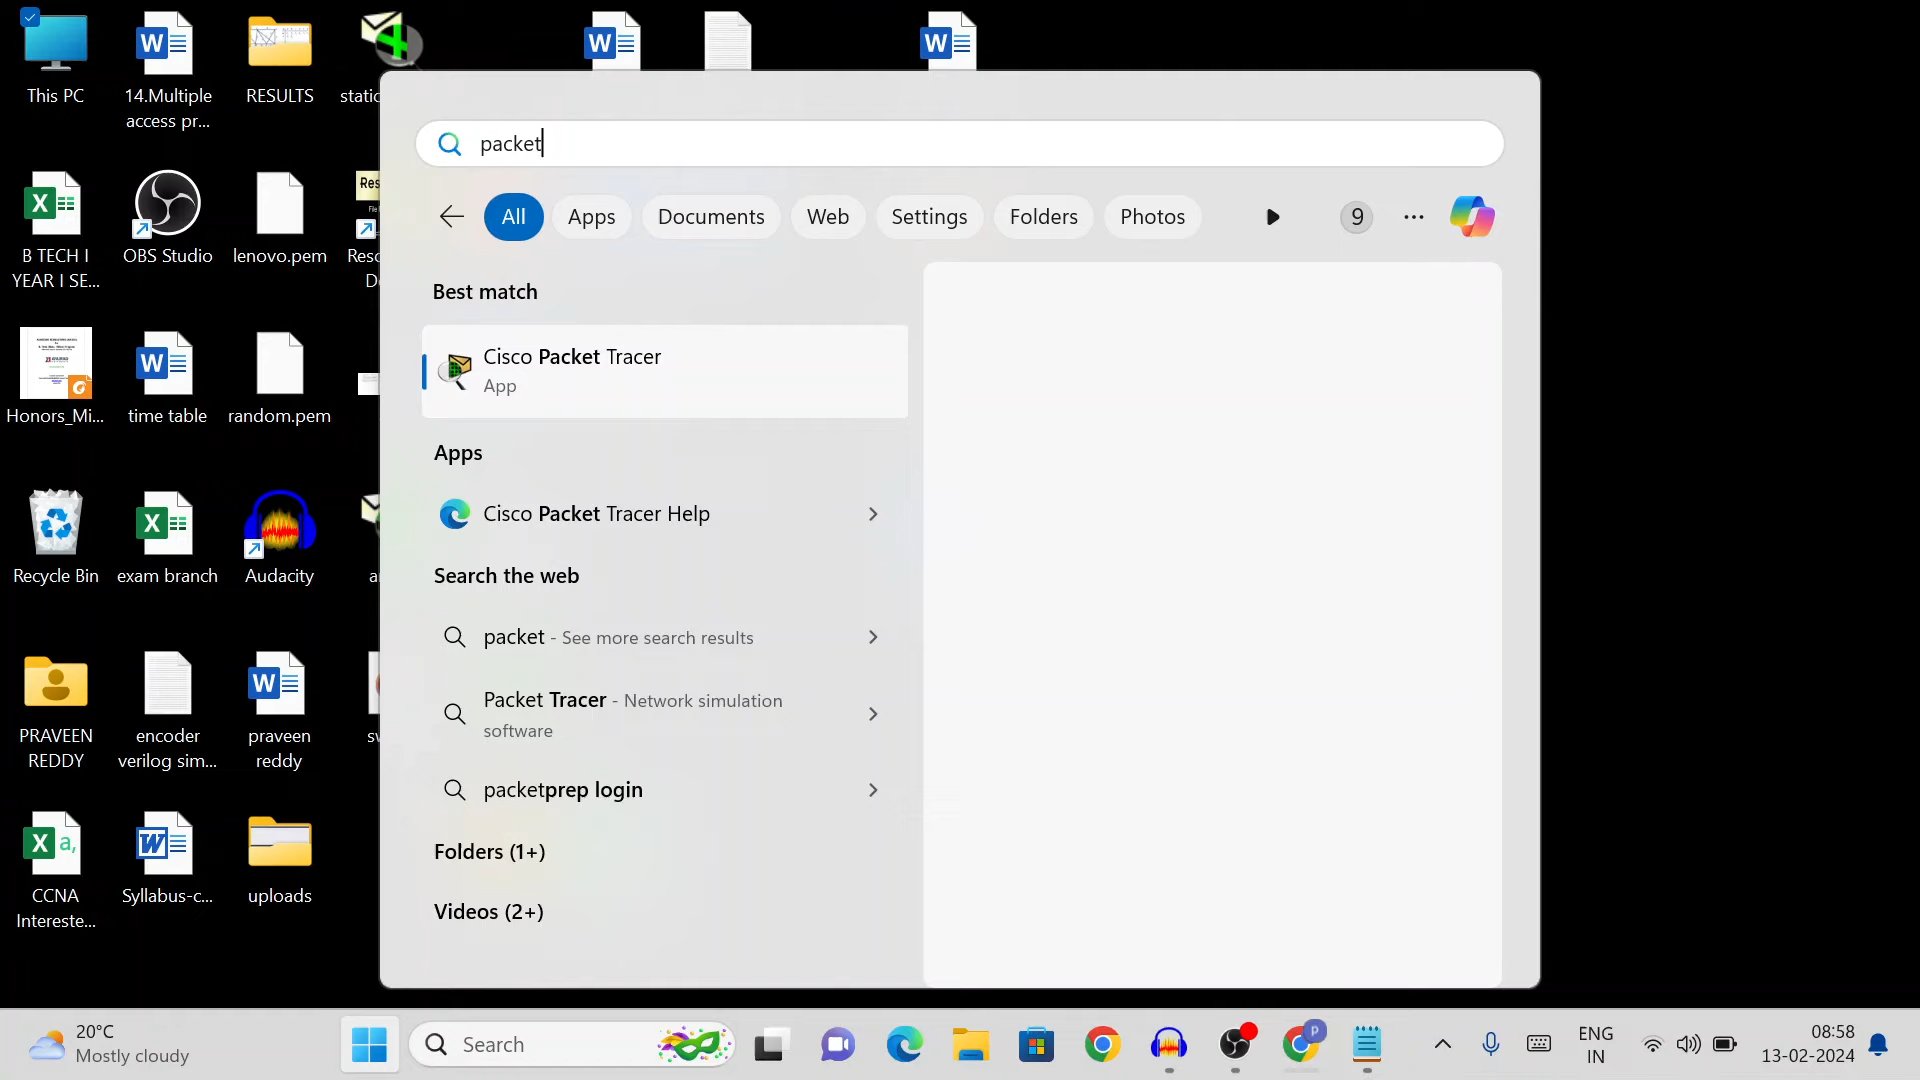 This PC
14.Multiple
access pr...
RESULTS
static
packet
B TECH I
YEAR I SE...
OBS Studio
lenovo.pem
Res
All
Apps
Documents
Web
Settings
Folders
Photos
9
Best match
Cisco Packet Tracer
App
Honors_Mi...
time table
random.pem
Apps
Cisco Packet Tracer Help
Recycle Bin
exam branch
Audacity
Search the web
packet - See more search results
Packet Tracer - Network simulation
software
packetprep login
PRAVEEN
REDDY
encoder
verilog sim...
praveen
reddy
Folders (1+)
Videos (2+)
CCNA
Intereste...
Syllabus-c...
uploads
20°C
Mostly cloudy
Search
P
ENG
IN
08:58
13-02-2024